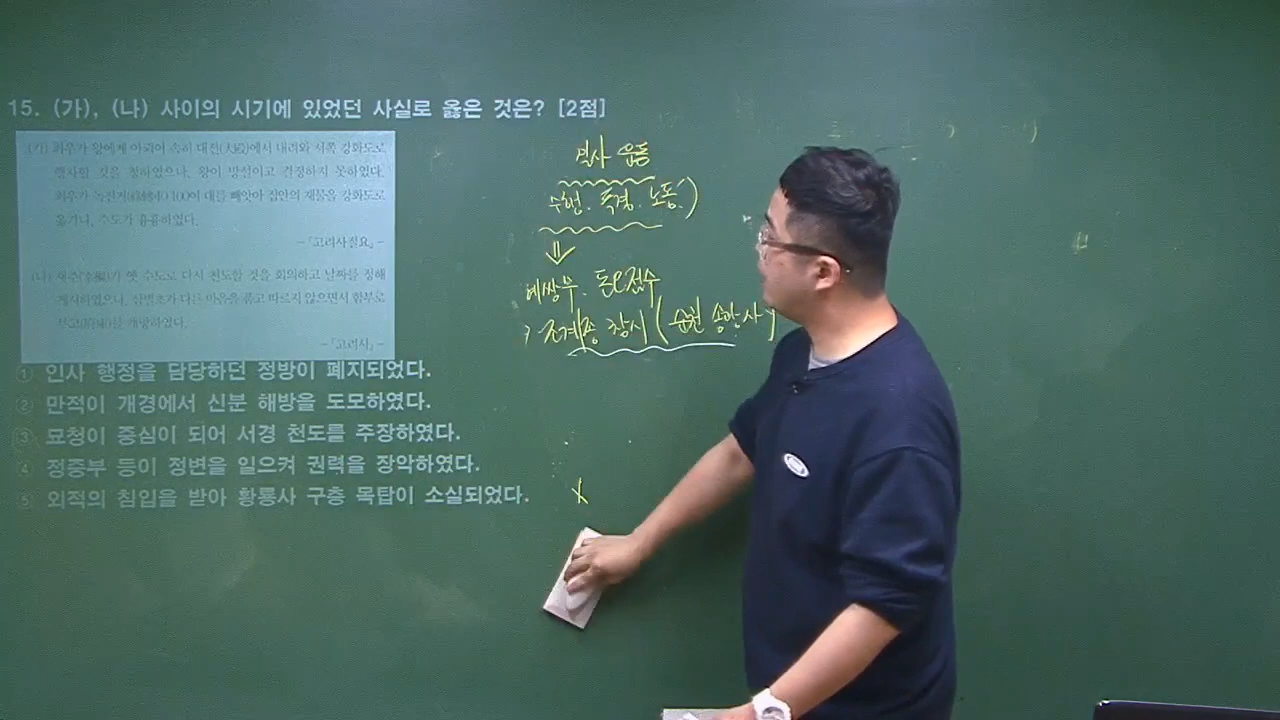 15. (가), (나) 사이의 시기에 있었던 사실로 옳은 것은? [2점]
(가) 최우가 왕에게 아뢰어 속히 대전(大殿)에서 내려와 서쪽 강화도로
행차할 것을 청하였으나, 왕이 망설이고 결정하지 못하였다.
최우가 녹전거(祿轉車) 100여 대를 빼앗아 집안의 재물을 강화도로
옮기니, 수도가 흉흉하였다.
-『고려사절요』-
(나) 재추(宰樞)가 옛 수도로 다시 천도할 것을 회의하고 날짜를 정해
게시하였으나, 삼별초가 다른 마음을 품고 따르지 않으면서 함부로
부고(府庫)를 개방하였다.
-『고려사』-
① 인사 행정을 담당하던 정방이 폐지되었다.
② 만적이 개경에서 신분 해방을 도모하였다.
③ 묘청이 중심이 되어 서경 천도를 주장하였다.
④ 정중부 등이 정변을 일으켜 권력을 장악하였다.
⑤ 외적의 침입을 받아 황룡사 구층 목탑이 소실되었다.
결사 운동
수행. 독경. 노동.)
⇓
정혜쌍수. 돈오점수
> 조계종 창시 (순천 송광사)
X